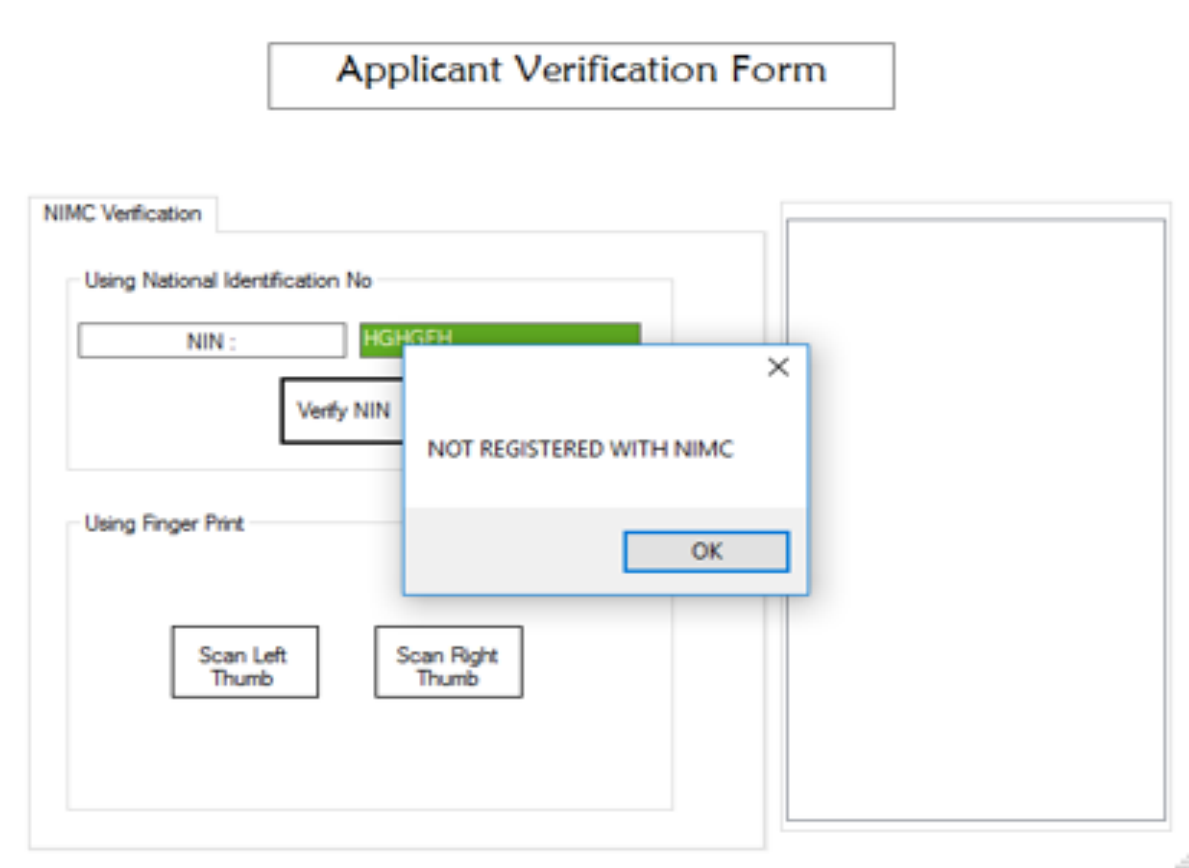 Applicant Verification Form
NIMC Verification
Using National Identification No
NIN :
HGHGFH
Verify NIN
NOT REGISTERED WITH NIMC
OK
Using Finger Print
Scan Left
Thumb
Scan Right
Thumb